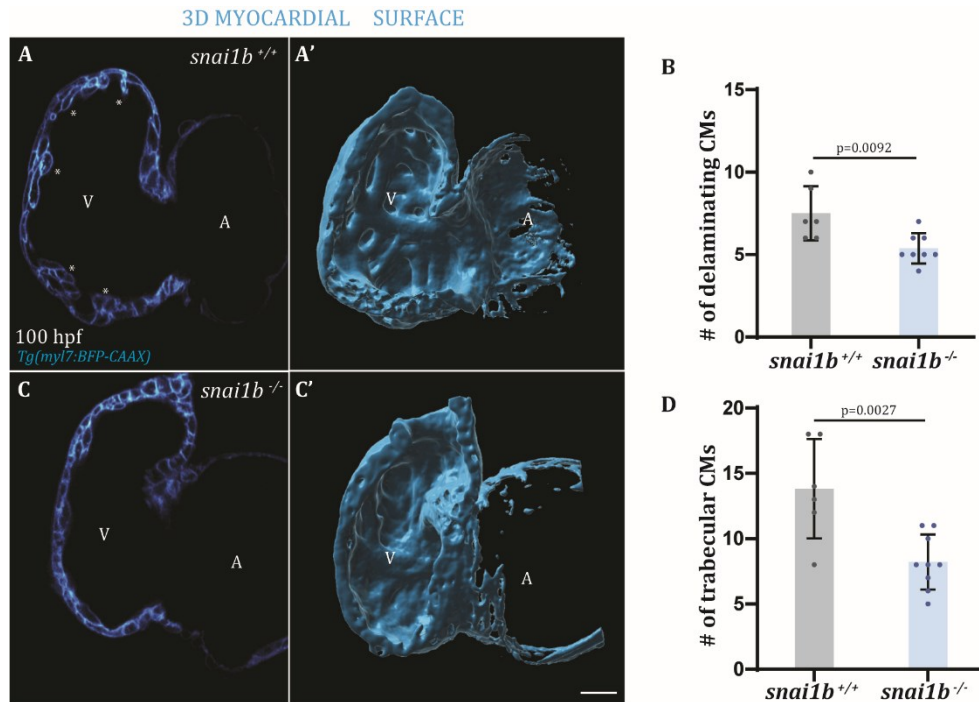 3D MYOCARDIAL SURFACE
A
snai1b +/+
*
*
*
*
*
V
A
100 hpf
Tg(myl7:BFP-CAAX)
A'
V
A
B
15
10
5
0
# of delaminating CMs
p=0.0092
snai1b +/+ snai1b -/-
C
snai1b -/-
V
A
C'
V
A
D
20
15
10
5
0
# of trabecular CMs
p=0.0027
snai1b +/+ snai1b -/-